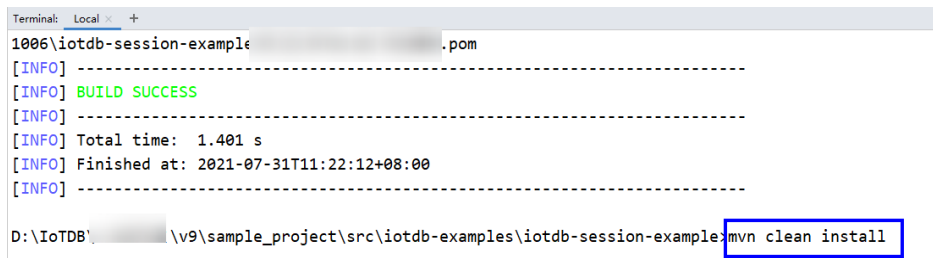 Terminal: Local × +
1006\iotdb-session-example .pom
[INFO] ------------------------------------------------------------------------
[INFO] BUILD SUCCESS
[INFO] ------------------------------------------------------------------------
[INFO] Total time:  1.401 s
[INFO] Finished at: 2021-07-31T11:22:12+08:00
[INFO] ------------------------------------------------------------------------
D:\IoTDB\ \v9\sample_project\src\iotdb-examples\iotdb-session-example>mvn clean install